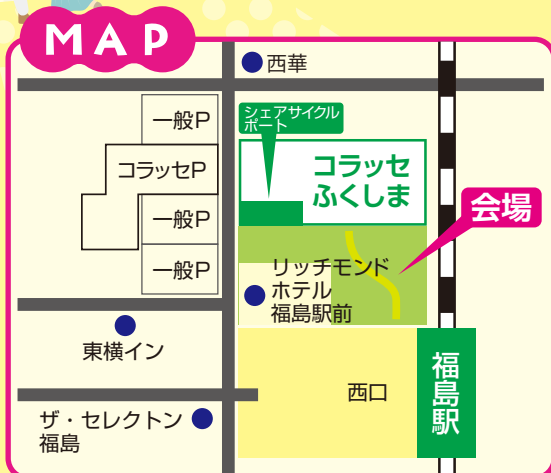 MAP
西華
一般P
シェアサイクル
ポート
コラッセP
コラッセ
ふくしま
一般P
会場
一般P
リッチモンド
ホテル
福島駅前
東横イン
西口
福島駅
ザ・セレクトン
福島